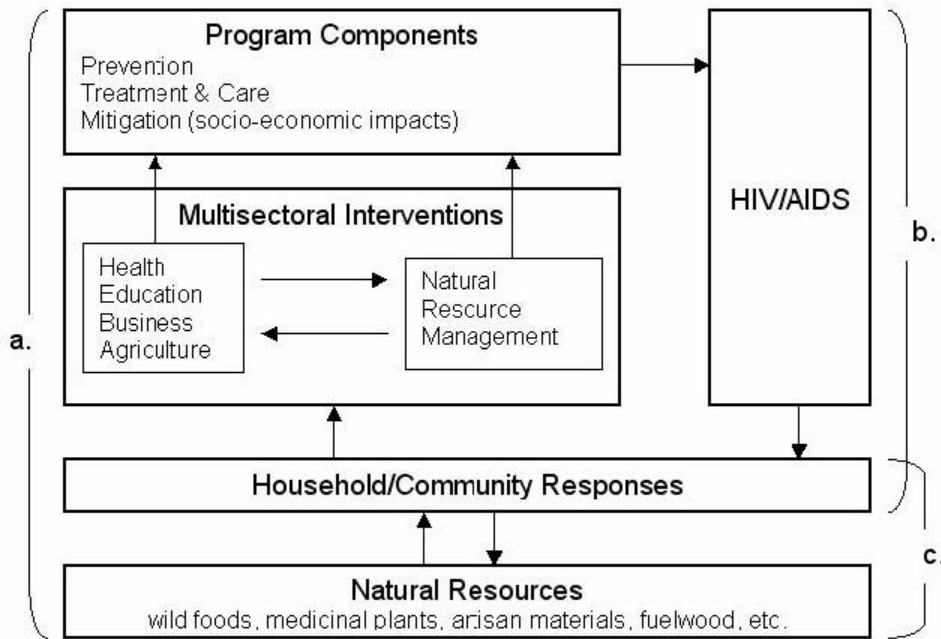 Program Components
Prevention
Treatment & Care
Mitigation (socio-economic impacts)
HIV/AIDS
Multisectoral Interventions
Health
Education
Business
Agriculture
Natural
Rescurce
Management
a.
b.
Household/Community Responses
c.
Natural Resources
wild foods, medicinal plants, artisan materials, fuelwood, etc.